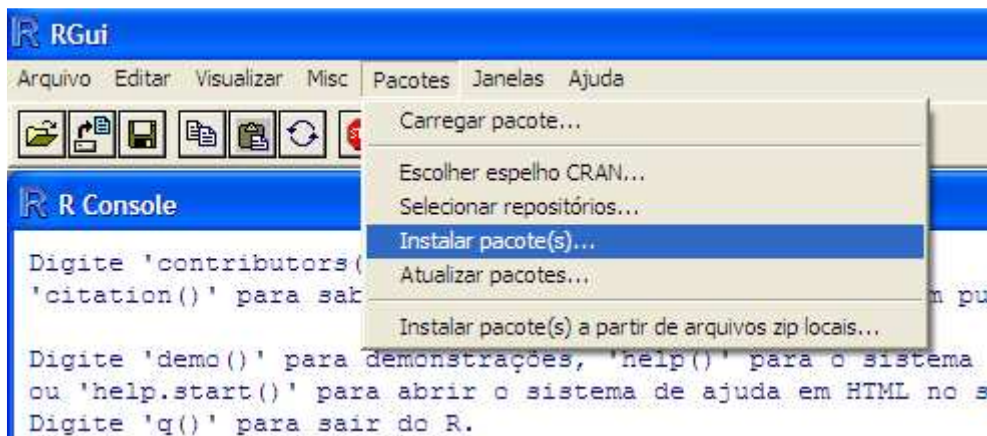 RGui
Arquivo Editar Visualizar Misc Pacotes Janelas Ajuda
Carregar pacote...
Escolher espelho CRAN...
Selecionar repositórios...
Instalar pacote(s)...
Atualizar pacotes...
Instalar pacote(s) a partir de arquivos zip locais...
R Console
Digite 'contributors(
'citation()' para
Digite 'demo()' para demonstrações, 'help()' para o sistema
ou 'help.start()' para abrir o sistema de ajuda em HTML no
Digite 'q()' para sair do R.